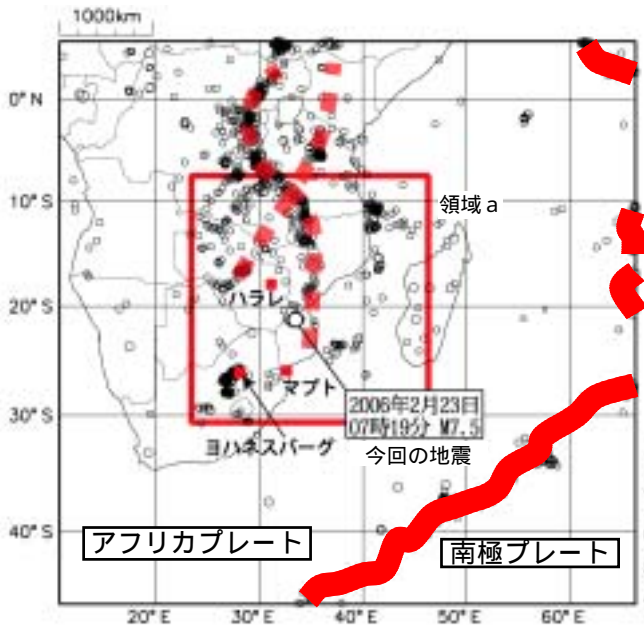 1000km
0° N
10° S
20° S
30° S
40° S
領域a
ハラレ
マプト
2006年2月23日
07時19分 M7.5
ヨハネスバーグ
今回の地震
アフリカプレート
南極プレート
20° E
30° E
40° E
50° E
60° E